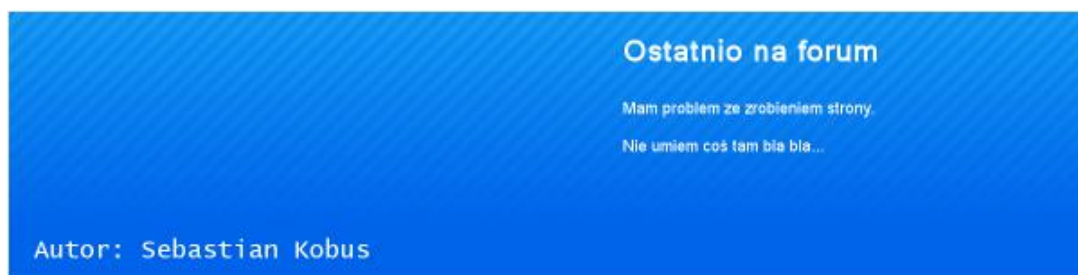 Ostatnio na forum
Mam problem ze zrobieniem strony.
Nie umiem coś tam bla bla...
Autor: Sebastian Kobus